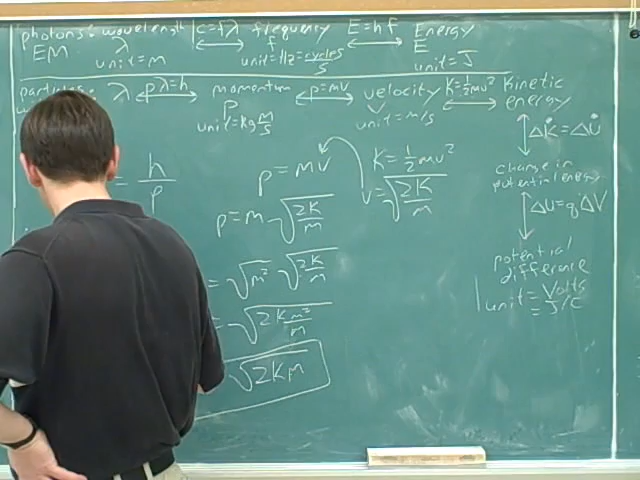 photons: wavelength c = fλ frequency E = hf Energy
EM λ f E
unit = m unit = Hz = cycles/s unit = J
particles: λ pλ = h momentum p = mv velocity K = ½mv² Kinetic energy
p v
unit = kg m/s unit = m/s
ΔK = ΔU
= h/p
p = mv K = ½mv²
v = √(2K/m)
change in
potential energy
p = m √(2K/m)
ΔU = qΔV
= √m² √(2K/m)
potential
difference
unit = Volts
= J/C
= √(2K m²/m)
√2Km